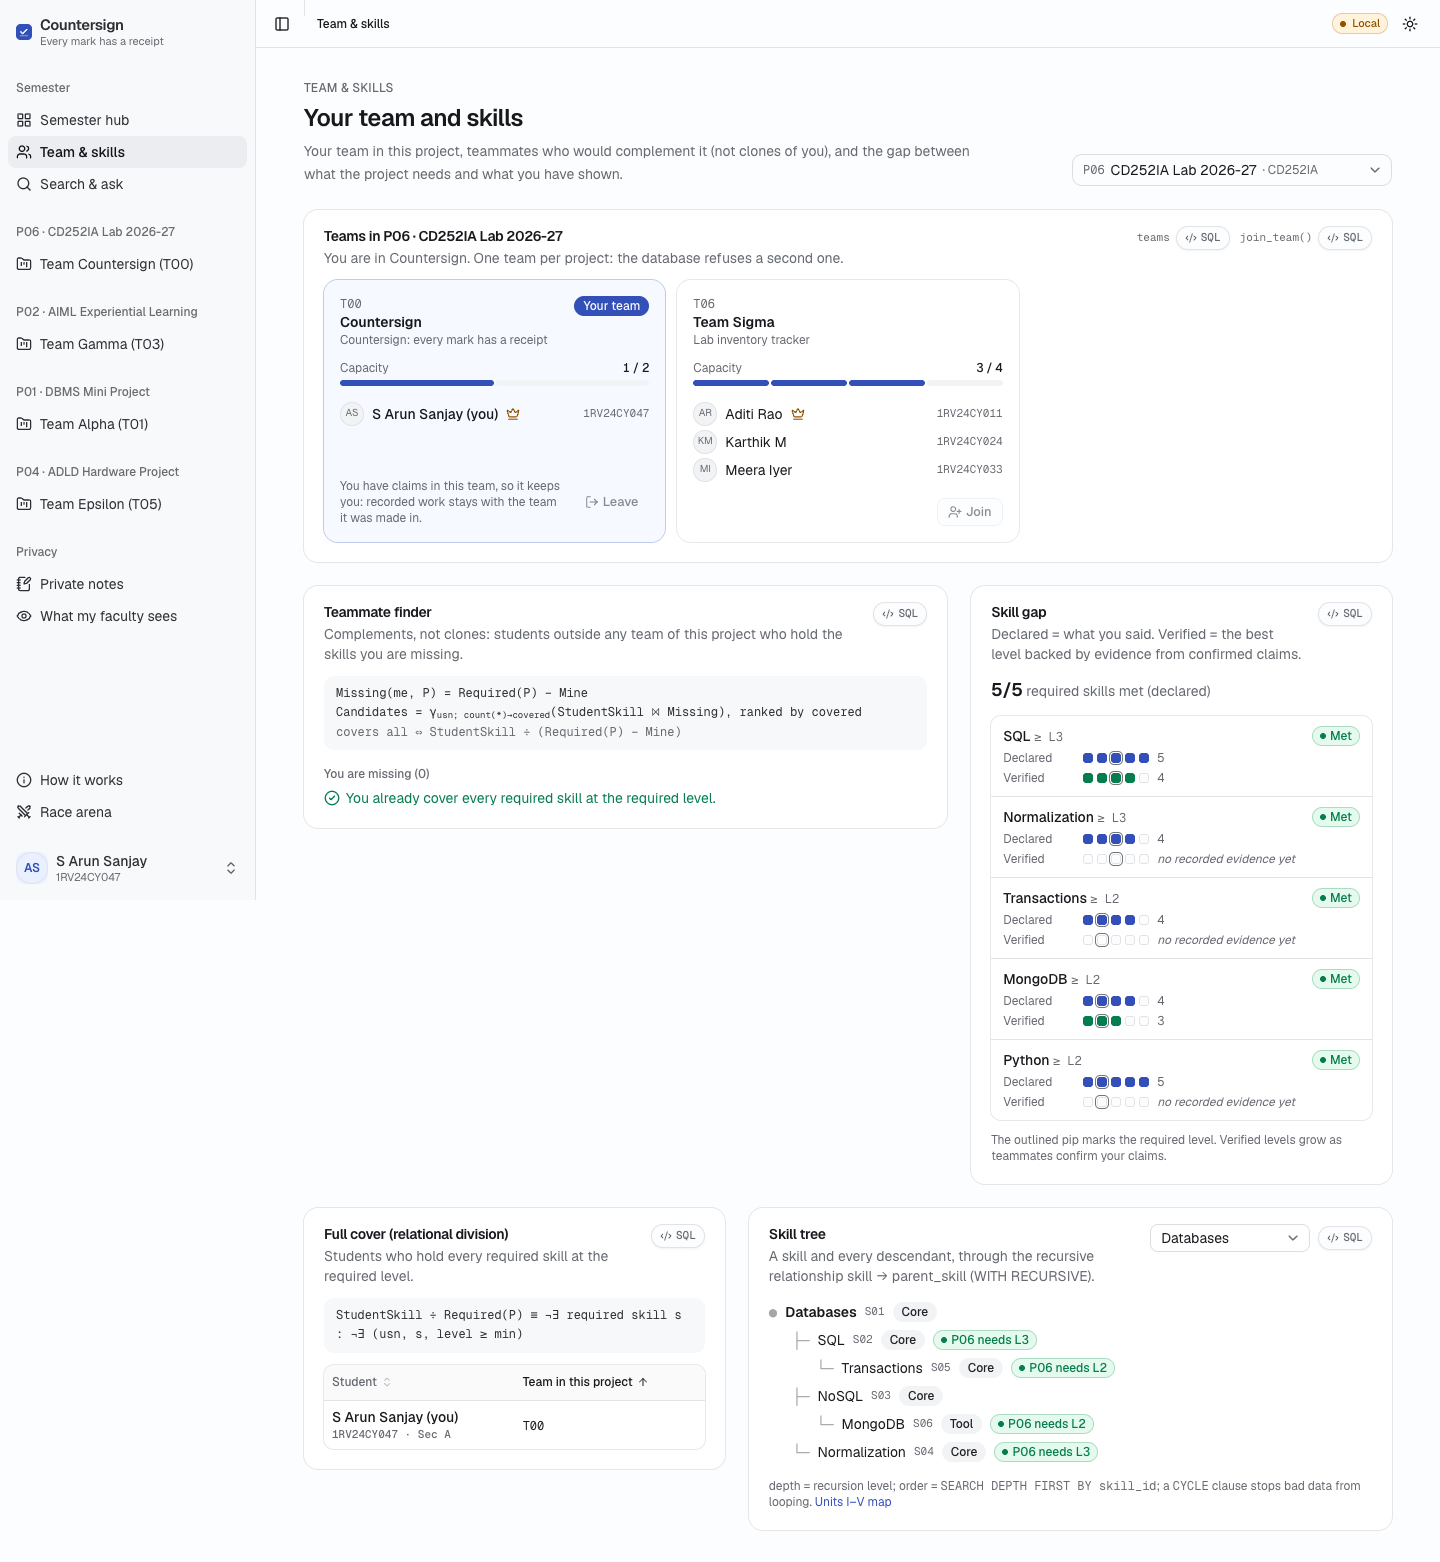 Countersign
Every mark has a receipt
Semester
Semester hub
Team & skills
Search & ask
P06 · CD252IA Lab 2026-27
Team Countersign (T00)
P02 · AIML Experiential Learning
Team Gamma (T03)
P01 · DBMS Mini Project
Team Alpha (T01)
P04 · ADLD Hardware Project
Team Epsilon (T05)
Privacy
Private notes
What my faculty sees
How it works
Race arena
AS
S Arun Sanjay
1RV24CY047
Team & skills
Local
TEAM & SKILLS
Your team and skills
Your team in this project, teammates who would complement it (not clones of you), and the gap between
what the project needs and what you have shown.
P06 CD252IA Lab 2026-27 · CD252IA
Teams in P06 · CD252IA Lab 2026-27
teams </> SQL join_team() </> SQL
You are in Countersign. One team per project: the database refuses a second one.
T00
Your team
Countersign
Countersign: every mark has a receipt
Capacity 1 / 2
AS S Arun Sanjay (you) 1RV24CY047
You have claims in this team, so it keeps
you: recorded work stays with the team
it was made in.
Leave
T06
Team Sigma
Lab inventory tracker
Capacity 3 / 4
AR Aditi Rao 1RV24CY011
KM Karthik M 1RV24CY024
MI Meera Iyer 1RV24CY033
Join
Teammate finder
</> SQL
Complements, not clones: students outside any team of this project who hold the
skills you are missing.
Missing(me, P) = Required(P) − Mine
Candidates = γusn; count(*)→covered(StudentSkill ⋈ Missing), ranked by covered
covers all ⇔ StudentSkill ÷ (Required(P) − Mine)
You are missing (0)
You already cover every required skill at the required level.
Skill gap
</> SQL
Declared = what you said. Verified = the best
level backed by evidence from confirmed claims.
5/5 required skills met (declared)
SQL ≥ L3 Met
Declared 5
Verified 4
Normalization ≥ L3 Met
Declared 4
Verified no recorded evidence yet
Transactions ≥ L2 Met
Declared 4
Verified no recorded evidence yet
MongoDB ≥ L2 Met
Declared 4
Verified 3
Python ≥ L2 Met
Declared 5
Verified no recorded evidence yet
The outlined pip marks the required level. Verified levels grow as
teammates confirm your claims.
Full cover (relational division)
</> SQL
Students who hold every required skill at the
required level.
StudentSkill ÷ Required(P) ≡ ¬∃ required skill s
: ¬∃ (usn, s, level ≥ min)
Student Team in this project ↑
S Arun Sanjay (you)
1RV24CY047 · Sec A
T00
Skill tree
Databases
</> SQL
A skill and every descendant, through the recursive
relationship skill → parent_skill (WITH RECURSIVE).
Databases S01 Core
├─ SQL S02 Core P06 needs L3
└─ Transactions S05 Core P06 needs L2
├─ NoSQL S03 Core
└─ MongoDB S06 Tool P06 needs L2
└─ Normalization S04 Core P06 needs L3
depth = recursion level; order = SEARCH DEPTH FIRST BY skill_id; a CYCLE clause stops bad data from
looping. Units I–V map